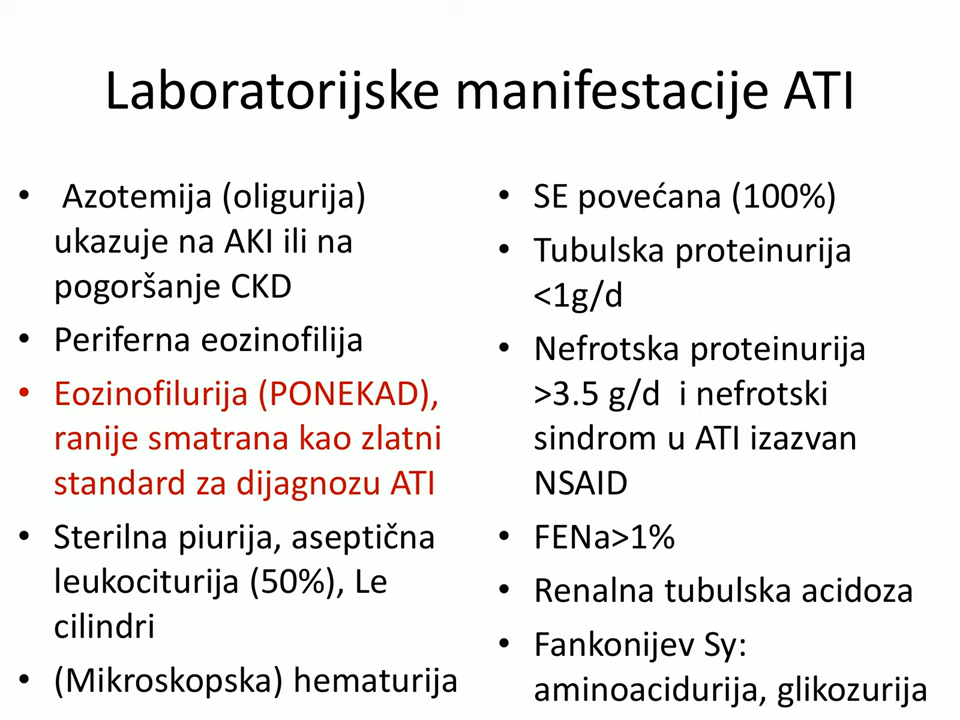 Laboratorijske manifestacije ATI
• Azotemija (oligurija)
ukazuje na AKI ili na
pogoršanje CKD
• Periferna eozinofilija
• Eozinofilurija (PONEKAD),
ranije smatrana kao zlatni
standard za dijagnozu ATI
• Sterilna piurija, aseptična
leukociturija (50%), Le
cilindri
• (Mikroskopska) hematurija
• SE povećana (100%)
• Tubulska proteinurija
<1g/d
• Nefrotska proteinurija
>3.5 g/d i nefrotski
sindrom u ATI izazvan
NSAID
• FENa>1%
• Renalna tubulska acidoza
• Fankonijev Sy:
aminoacidurija, glikozurija